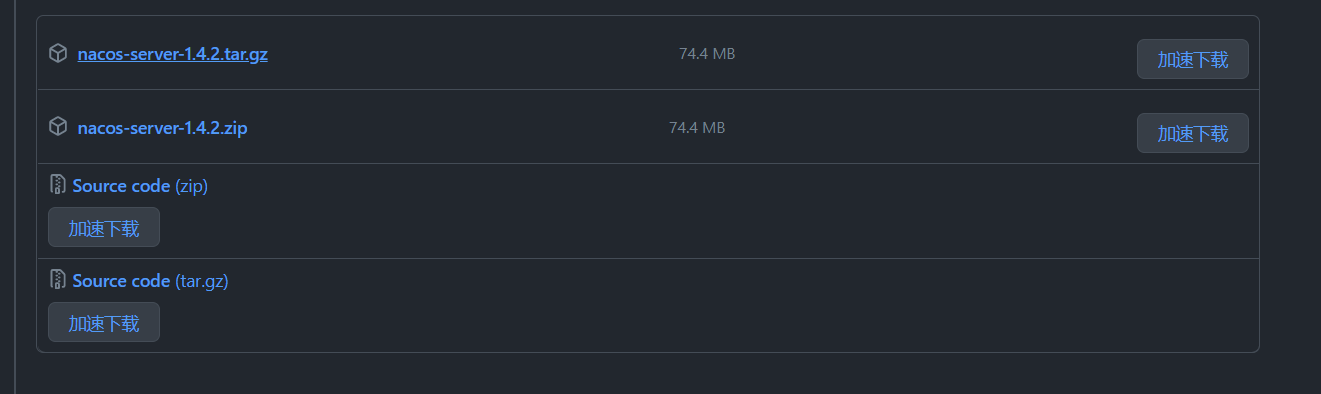 nacos-server-1.4.2.tar.gz 74.4 MB 加速下载
nacos-server-1.4.2.zip 74.4 MB 加速下载
Source code (zip)
加速下载
Source code (tar.gz)
加速下载